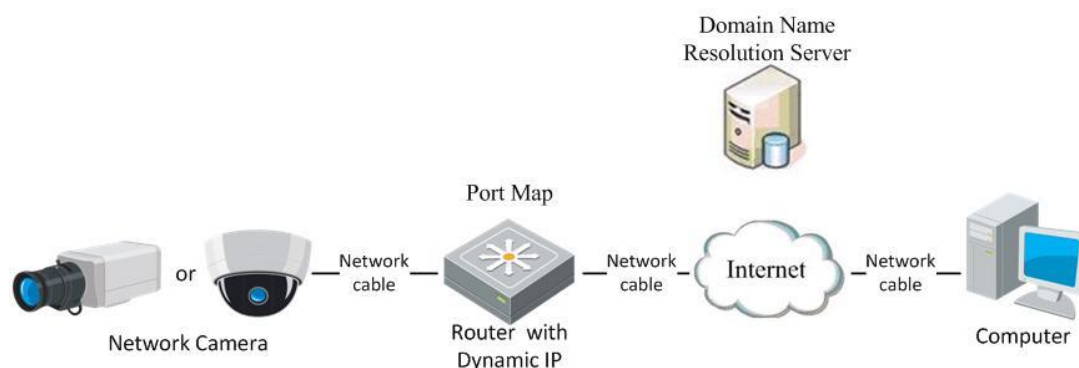 Domain Name
Resolution Server
Port Map
or
Network
cable
Network
cable
Internet
Network
cable
Network Camera
Router with
Dynamic IP
Computer